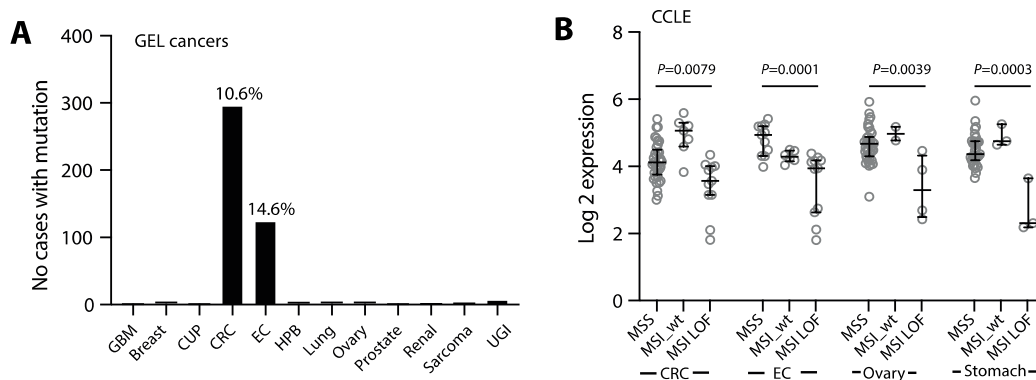 A
GEL cancers
No cases with mutation
400
300
200
100
0
10.6%
14.6%
GBM
Breast
CUP
CRC
EC
HPB
Lung
Ovary
Prostate
Renal
Sarcoma
UGI
B
CCLE
Log 2 expression
8
6
4
2
0
P=0.0079
P=0.0001
P=0.0039
P=0.0003
MSS
MSI_wt
MSI LOF
MSS
MSI_wt
MSI LOF
MSS
MSI_wt
MSI LOF
MSS
MSI_wt
MSI LOF
CRC
EC
Ovary
Stomach